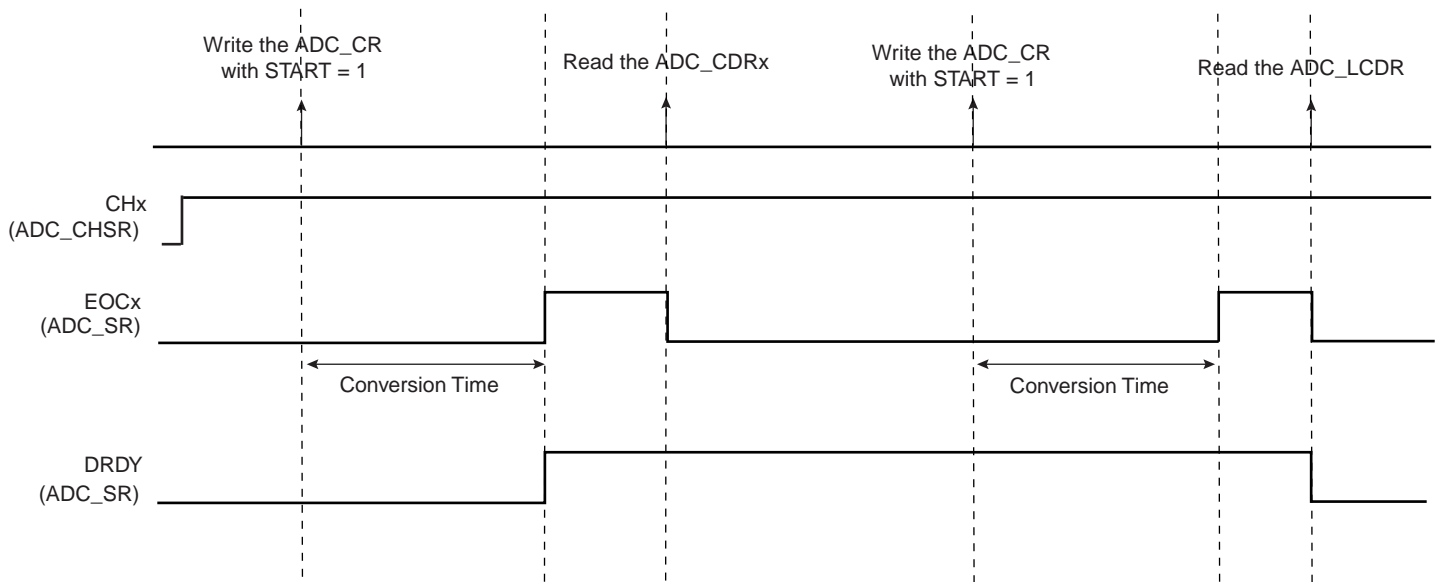 Write the ADC_CR
with START = 1
Read the ADC_CDRx
Write the ADC_CR
with START = 1
Read the ADC_LCDR
CHx
(ADC_CHSR)
EOCx
(ADC_SR)
Conversion Time
Conversion Time
DRDY
(ADC_SR)